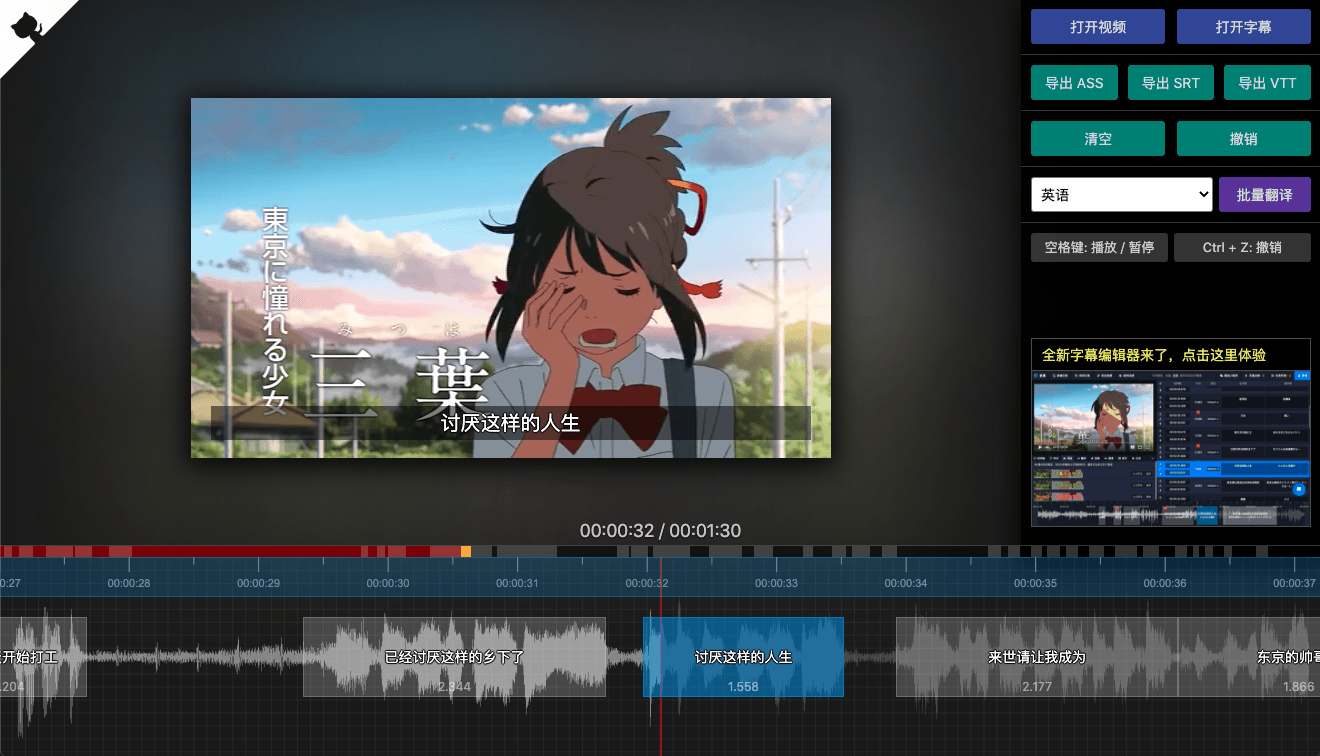 打开视频
打开字幕
导出 ASS
导出 SRT
导出 VTT
清空
撤销
英语
批量翻译
空格键: 播放 / 暂停
Ctrl + Z: 撤销
東京に憧れる少女
みつは
三葉
讨厌这样的人生
全新字幕编辑器来了，点击这里体验
00:00:32 / 00:01:30
0:27
00:00:28
00:00:29
00:00:30
00:00:31
00:00:32
00:00:33
00:00:34
00:00:35
00:00:36
00:00:37
开始打工
已经讨厌这样的乡下了
讨厌这样的人生
来世请让我成为
东京的帅
.204
2.344
1.558
2.177
1.866